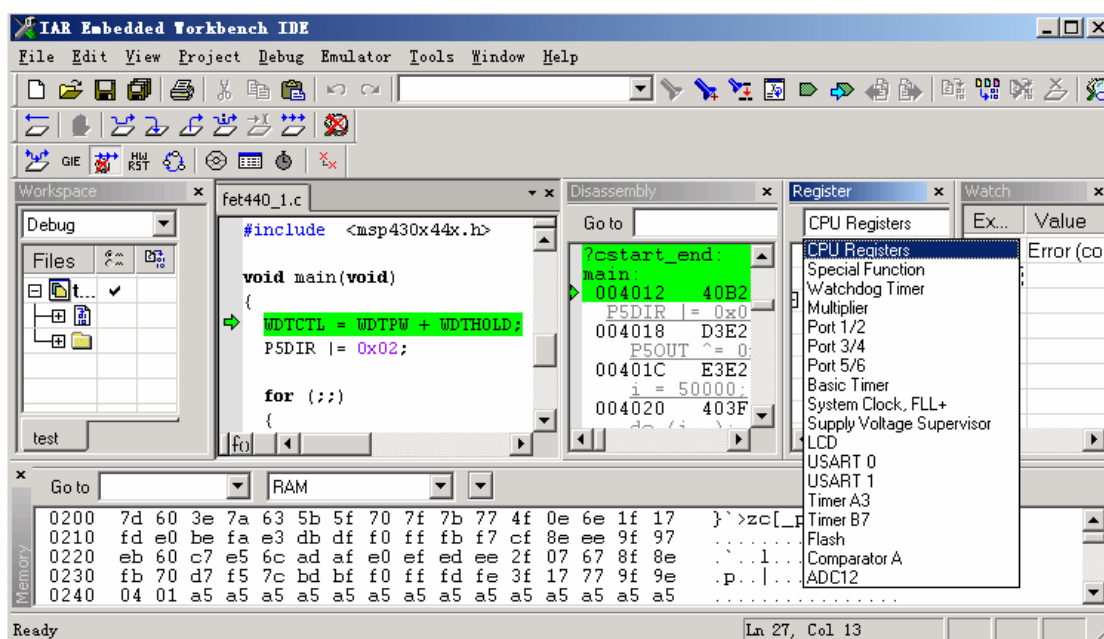 IAR Embedded Workbench IDE
File Edit View Project Debug Emulator Tools Window Help
GIE HW RST
Workspace
Debug
Files
t...
test
fet440_1.c
#include <msp430x44x.h>
void main(void)
{
WDTCTL = WDTPW + WDTHOLD;
P5DIR |= 0x02;
for (;;)
{
f()
Disassembly
Go to
?cstart_end:
main:
004012 40B2
P5DIR |= 0x0
004018 D3E2
P5OUT ^= 0
00401C E3E2
i = 50000;
004020 403F
Register
CPU Registers
CPU Registers
Special Function
Watchdog Timer
Multiplier
Port 1/2
Port 3/4
Port 5/6
Basic Timer
System Clock, FLL+
Supply Voltage Supervisor
LCD
USART 0
USART 1
Timer A3
Timer B7
Flash
Comparator A
ADC12
Watch
Ex... Value
Error (co
Go to RAM
Memory
0200 7d 60 3e 7a 63 5b 5f 70 7f 7b 77 4f 0e 6e 1f 17 }`>zc[_p
0210 fd e0 be fa e3 db df f0 ff fb f7 cf 8e ee 9f 97 ........
0220 eb 60 c7 e5 6c ad af e0 ef ed ee 2f 07 67 8f 8e .`..l...
0230 fb 70 d7 f5 7c bd bf f0 ff fd fe 3f 17 77 9f 9e .p..|...
0240 04 01 a5 a5 a5 a5 a5 a5 a5 a5 a5 a5 a5 a5 a5 a5 ................
Ready
Ln 27, Col 13